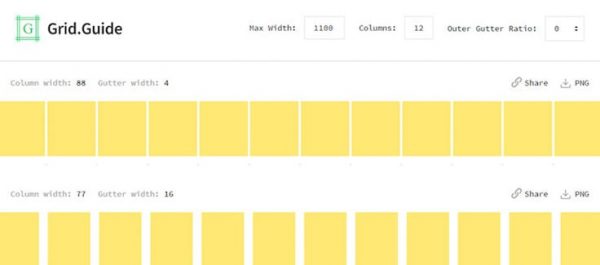 G Grid.Guide Max Width: 1100 Columns: 12 Outer Gutter Ratio: 0
Column width: 88 Gutter width: 4 Share PNG
Column width: 77 Gutter width: 16 Share PNG